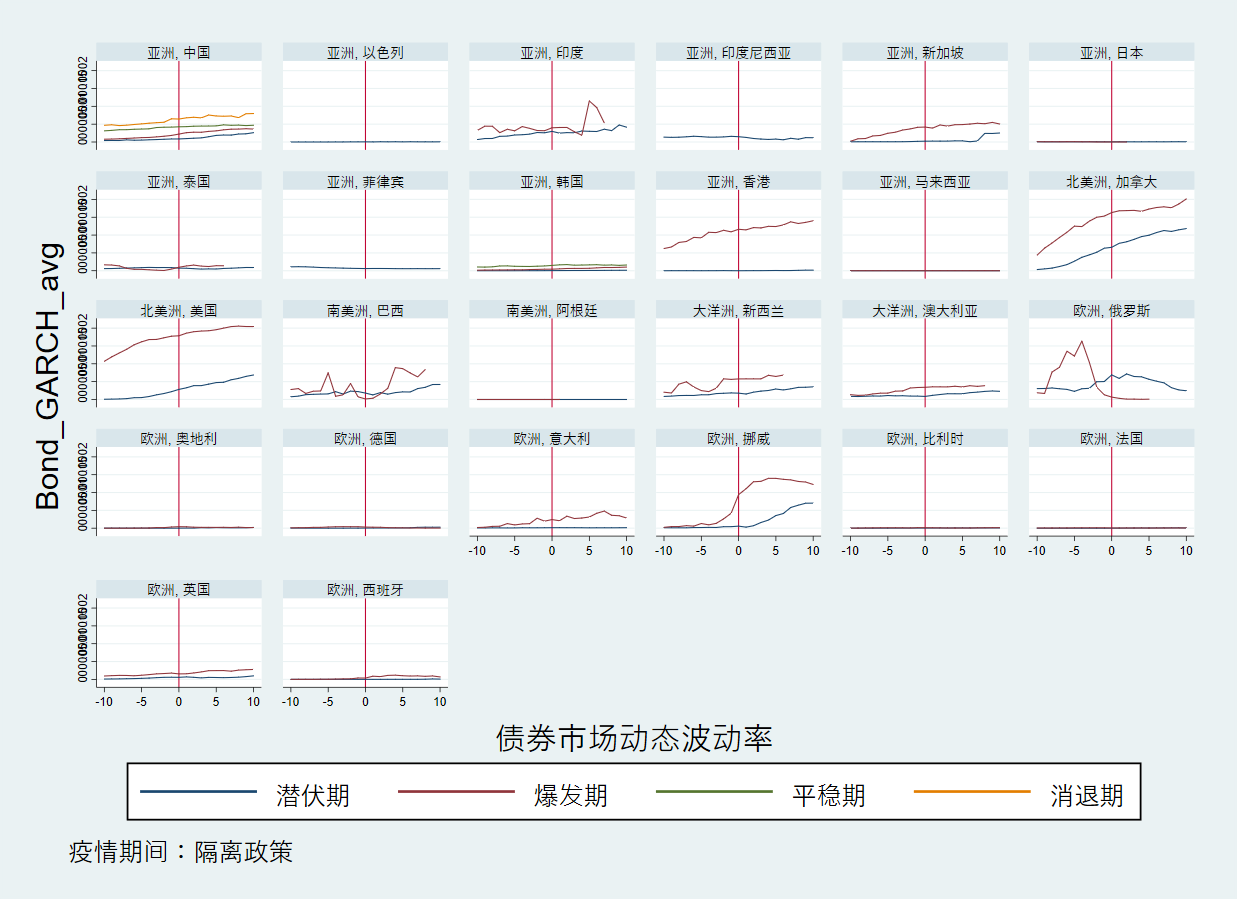 亚洲, 中国
亚洲, 以色列
亚洲, 印度
亚洲, 印度尼西亚
亚洲, 新加坡
亚洲, 日本
亚洲, 泰国
亚洲, 菲律宾
亚洲, 韩国
亚洲, 香港
亚洲, 马来西亚
北美洲, 加拿大
北美洲, 美国
南美洲, 巴西
南美洲, 阿根廷
大洋洲, 新西兰
大洋洲, 澳大利亚
欧洲, 俄罗斯
欧洲, 奥地利
欧洲, 德国
欧洲, 意大利
欧洲, 挪威
欧洲, 比利时
欧洲, 法国
-10 -5 0 5 10
-10 -5 0 5 10
-10 -5 0 5 10
-10 -5 0 5 10
欧洲, 英国
欧洲, 西班牙
-10 -5 0 5 10
-10 -5 0 5 10
Bond_GARCH_avg
债券市场动态波动率
潜伏期
爆发期
平稳期
消退期
疫情期间：隔离政策